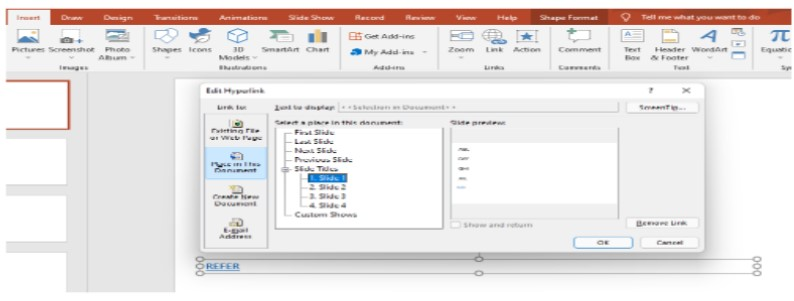 Insert Draw Design Transitions Animations Slide Show Record Review View Help Shape Format Tell me what you want to do
Pictures Screenshot Photo Album Shapes Icons 3D Models SmartArt Chart Get Add-ins My Add-ins Zoom Link Action Comment Text Box Header & Footer WordArt
Images Illustrations Add-ins Links Comments Text
Edit Hyperlink ? ×
Link to: Text to display: <<Selection in Document>> ScreenTip...
Existing File or Web Page
Place in This Document
Create New Document
E-mail Address
Select a place in this document:
First Slide
Last Slide
Next Slide
Previous Slide
Slide Titles
1. Slide 1
2. Slide 2
3. Slide 3
4. Slide 4
Custom Shows
Slide preview:
Show and return
Remove Link
OK Cancel
REFER